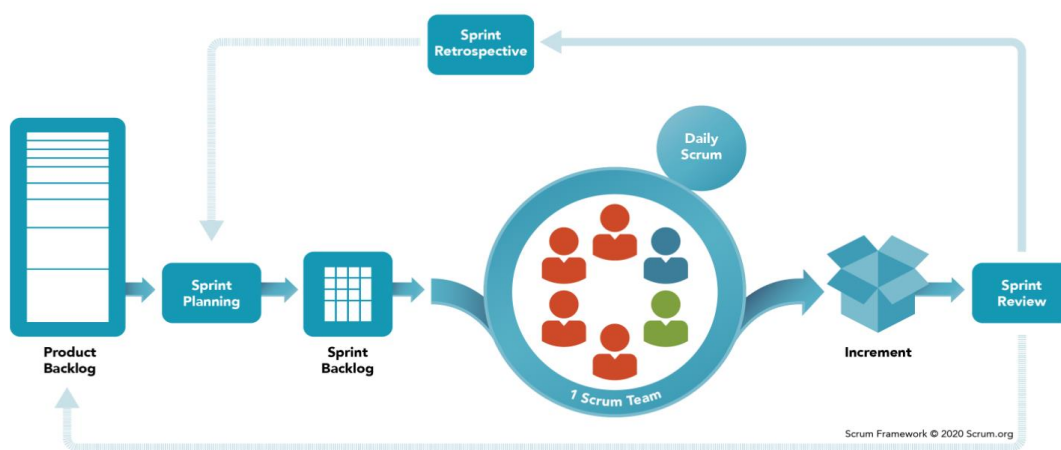 Sprint
Retrospective
Daily
Scrum
Sprint
Planning
Sprint
Review
Product
Backlog
Sprint
Backlog
Increment
1 Scrum Team
Scrum Framework © 2020 Scrum.org